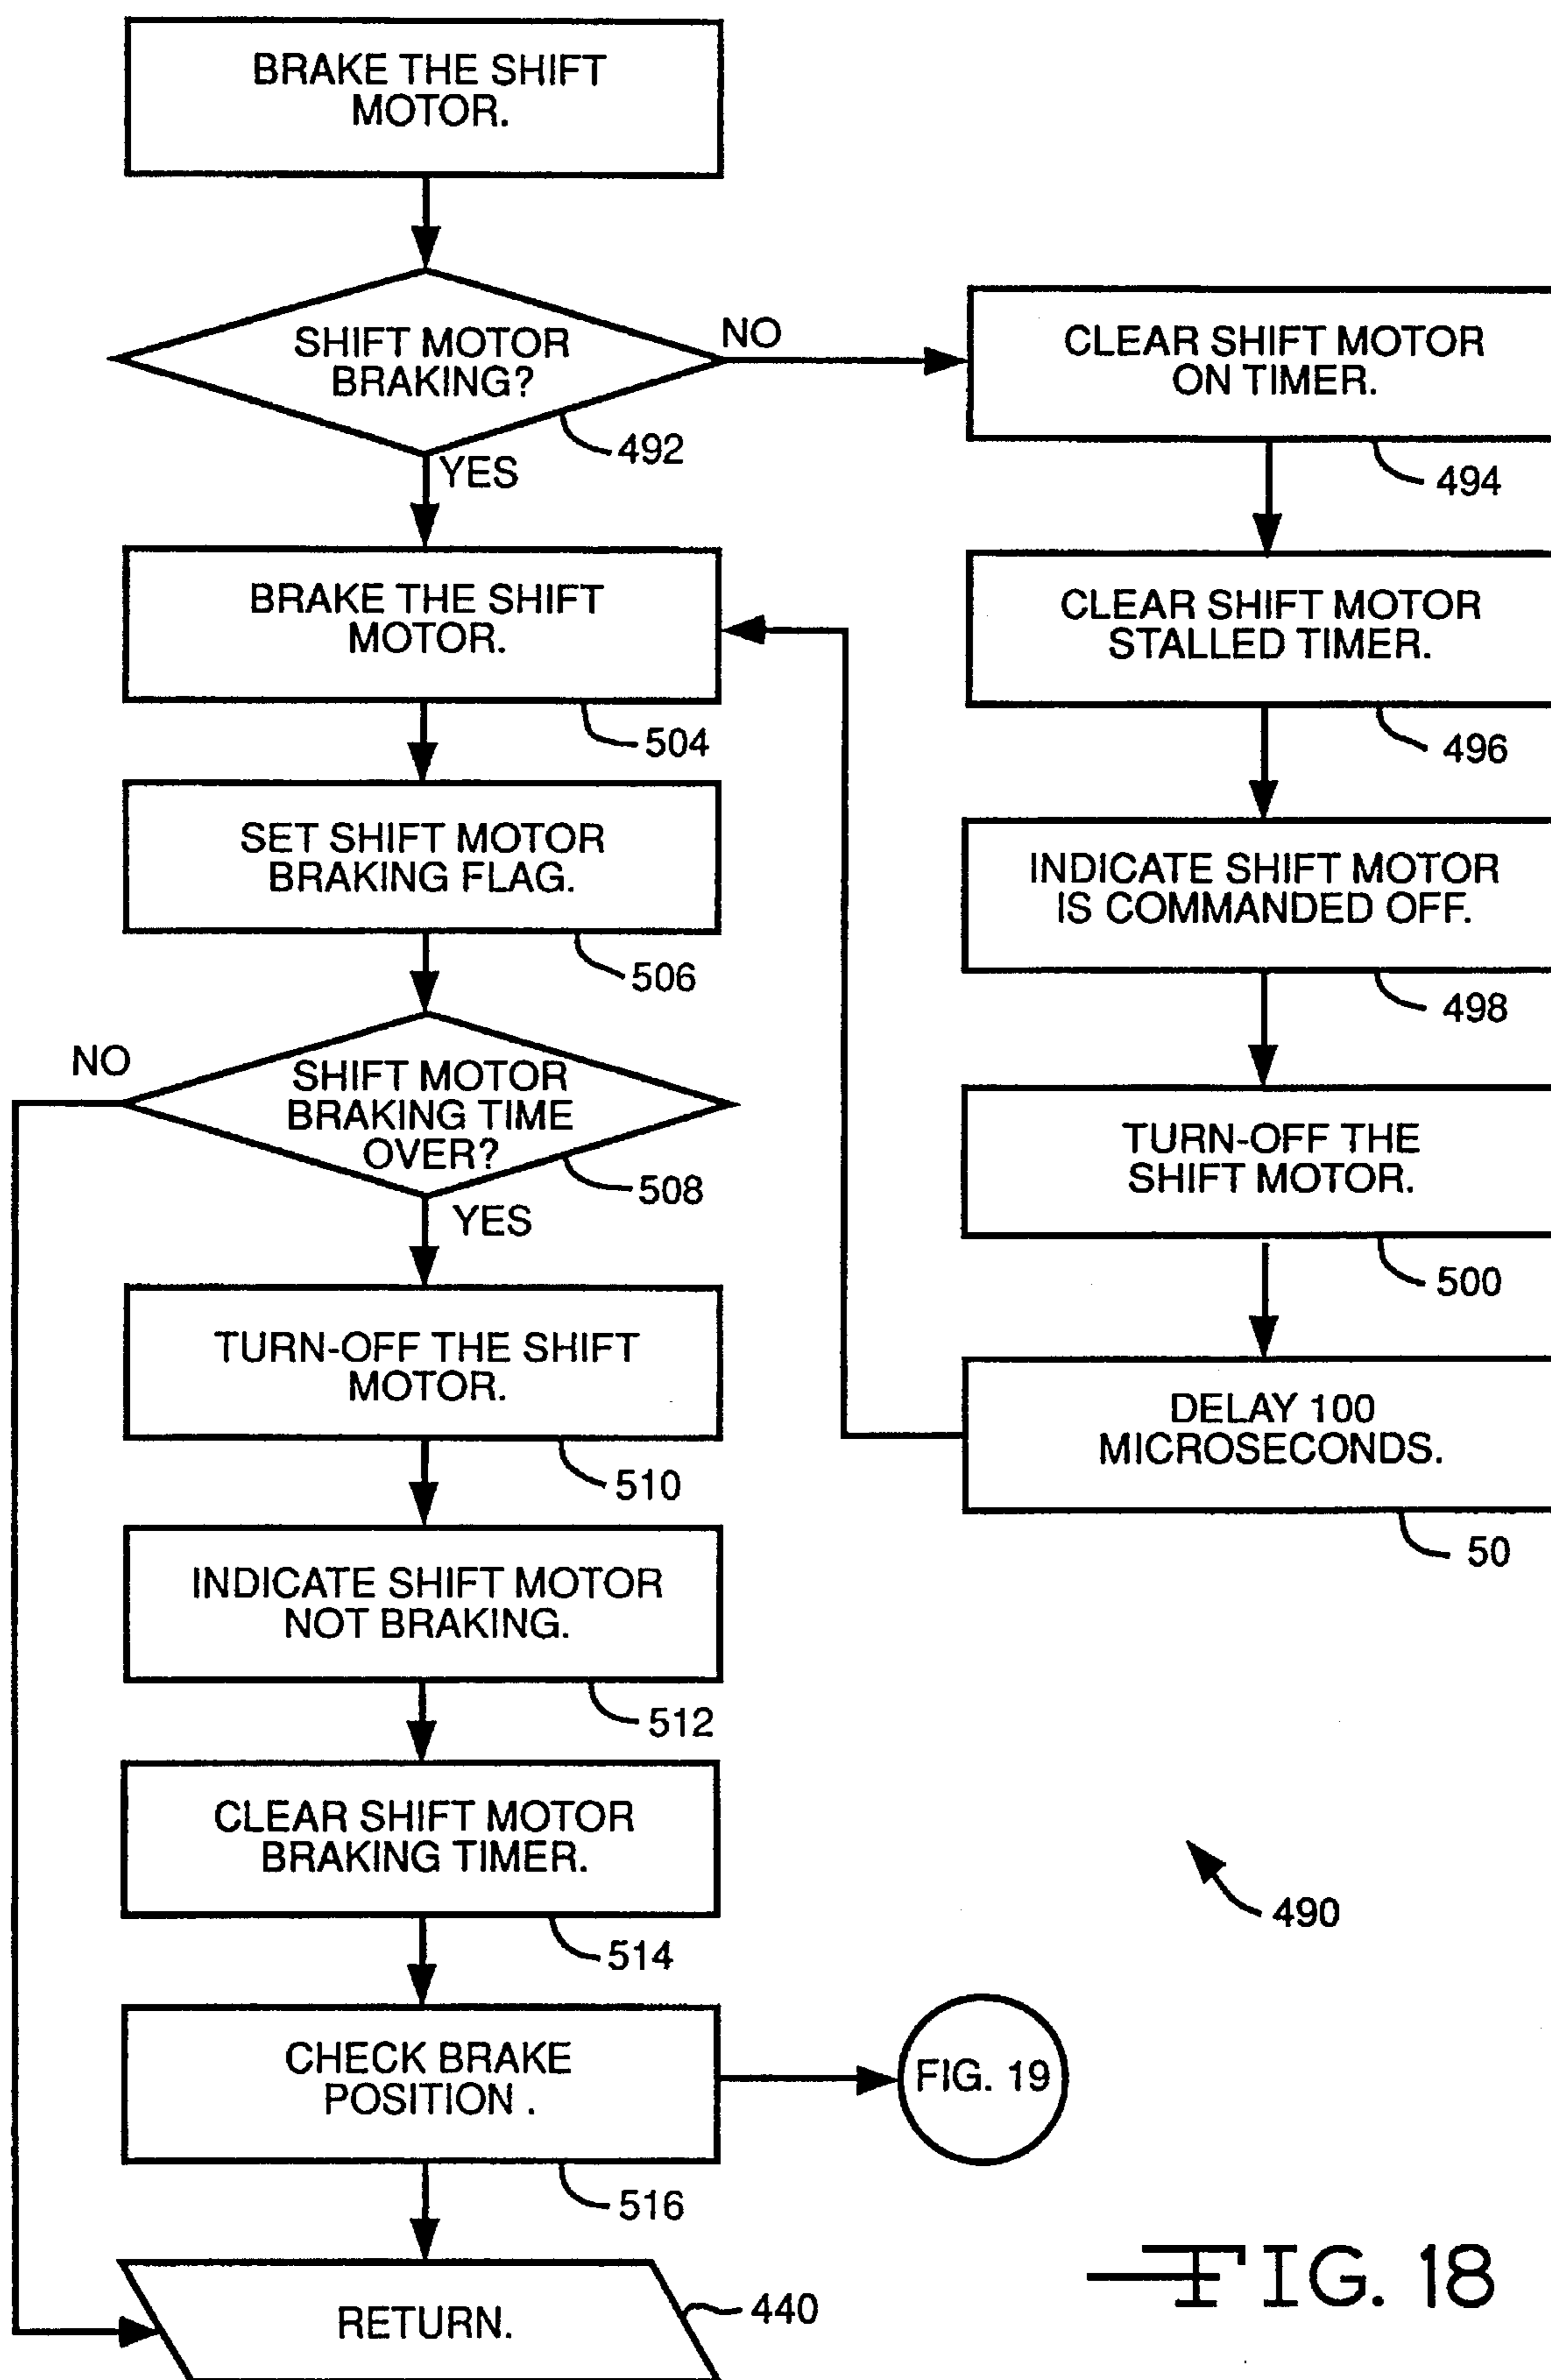 BRAKE THE SHIFT
MOTOR.
SHIFT MOTOR
BRAKING?
NO
492
YES
CLEAR SHIFT MOTOR
ON TIMER.
494
BRAKE THE SHIFT
MOTOR.
504
CLEAR SHIFT MOTOR
STALLED TIMER.
496
SET SHIFT MOTOR
BRAKING FLAG.
506
INDICATE SHIFT MOTOR
IS COMMANDED OFF.
498
NO
SHIFT MOTOR
BRAKING TIME
OVER?
508
YES
TURN-OFF THE
SHIFT MOTOR.
500
TURN-OFF THE SHIFT
MOTOR.
510
DELAY 100
MICROSECONDS.
50
INDICATE SHIFT MOTOR
NOT BRAKING.
512
CLEAR SHIFT MOTOR
BRAKING TIMER.
514
490
CHECK BRAKE
POSITION .
516
FIG. 19
RETURN.
440
FIG. 18